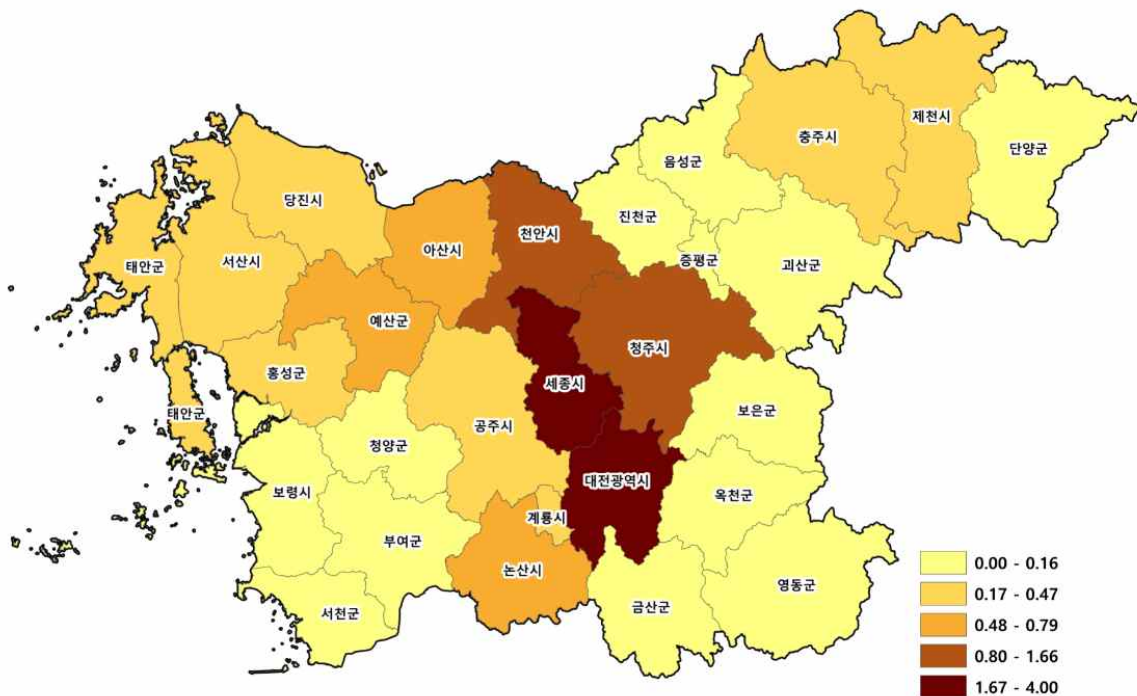 제천시
충주시
단양군
음성군
당진시
진천군
천안시
아산시
증평군
서산시
태안군
괴산군
예산군
청주시
홍성군
세종시
태안군
보은군
공주시
청양군
대전광역시
보령시
옥천군
계룡시
부여군
논산시
영동군
서천군
금산군
0.00 - 0.16
0.17 - 0.47
0.48 - 0.79
0.80 - 1.66
1.67 - 4.00